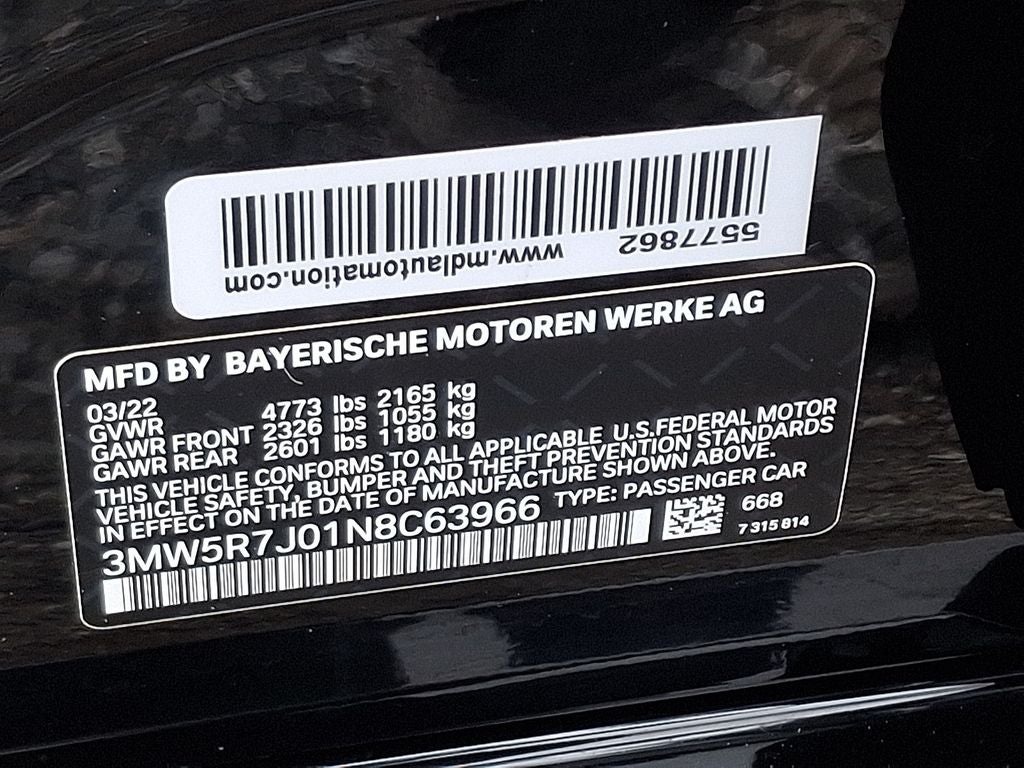 5577862 www.mdlautomation.com
MFD BY BAYERISCHE MOTOREN WERKE AG
03/22
GVWR 4773 lbs 2165 kg
GAWR FRONT 2326 lbs 1055 kg
GAWR REAR 2601 lbs 1180 kg
THIS VEHICLE CONFORMS TO ALL APPLICABLE U.S.FEDERAL MOTOR
VEHICLE SAFETY, BUMPER AND THEFT PREVENTION STANDARDS
IN EFFECT ON THE DATE OF MANUFACTURE SHOWN ABOVE.
3MW5R7J01N8C63966 TYPE: PASSENGER CAR
668
7 315 814